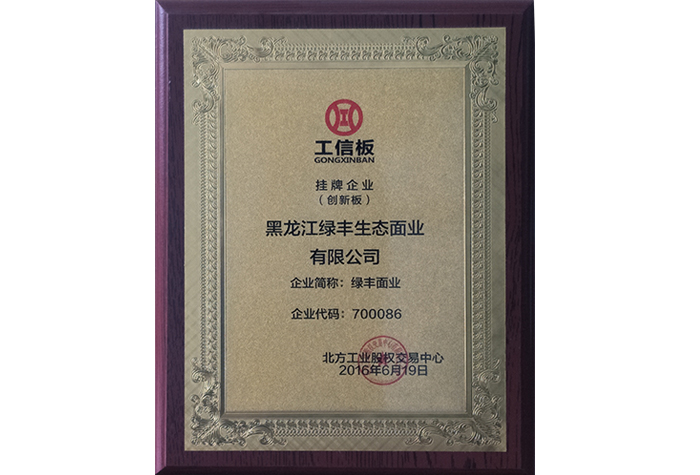 工信板
GONGXINBAN
挂牌企业
(创新板)
黑龙江绿丰生态面业
有限公司
企业简称：绿丰面业
企业代码：700086
北方工业股权交易中心
2016年6月19日